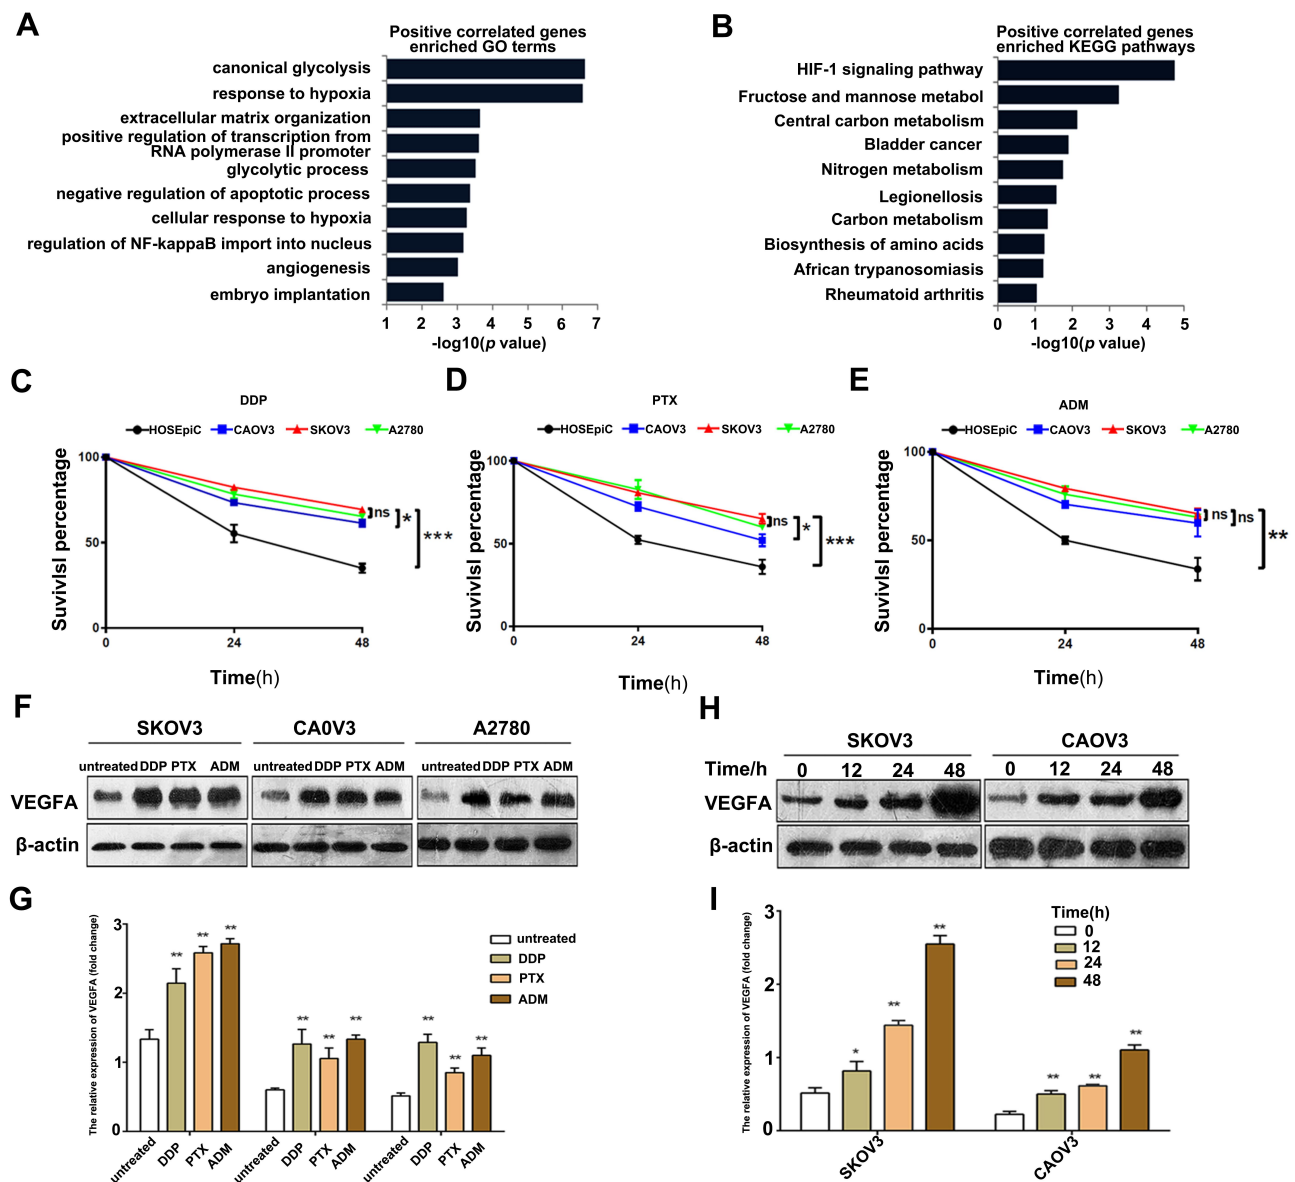 A
Positive correlated genes
enriched GO terms
canonical glycolysis
response to hypoxia
extracellular matrix organization
positive regulation of transcription from
RNA polymerase II promoter
glycolytic process
negative regulation of apoptotic process
cellular response to hypoxia
regulation of NF-kappaB import into nucleus
angiogenesis
embryo implantation
1 2 3 4 5 6 7
-log10(p value)
B
Positive correlated genes
enriched KEGG pathways
HIF-1 signaling pathway
Fructose and mannose metabol
Central carbon metabolism
Bladder cancer
Nitrogen metabolism
Legionellosis
Carbon metabolism
Biosynthesis of amino acids
African trypanosomiasis
Rheumatoid arthritis
0 1 2 3 4 5
-log10(p value)
C
DDP
HOSEpiC CAOV3 SKOV3 A2780
Suvivlsl percentage
100
50
0
0 24 48
ns * ***
Time(h)
D
PTX
HOSEpiC CAOV3 SKOV3 A2780
Suvivlsl percentage
100
50
0
0 24 48
ns * ***
Time(h)
E
ADM
HOSEpiC CAOV3 SKOV3 A2780
Suvivlsl percentage
100
50
0
0 24 48
ns ns **
Time(h)
F
SKOV3 CA0V3 A2780
untreated DDP PTX ADM untreated DDP PTX ADM untreated DDP PTX ADM
VEGFA
β-actin
G
The relative expression of VEGFA (fold change)
3
2
1
0
** ** ** ** ** ** ** ** **
untreated DDP PTX ADM untreated DDP PTX ADM untreated DDP PTX ADM
untreated
DDP
PTX
ADM
H
SKOV3 CAOV3
Time/h 0 12 24 48 0 12 24 48
VEGFA
β-actin
I
The relative expression of VEGFA (fold change)
3
2
1
0
* ** ** ** ** **
SKOV3 CAOV3
Time(h)
0
12
24
48